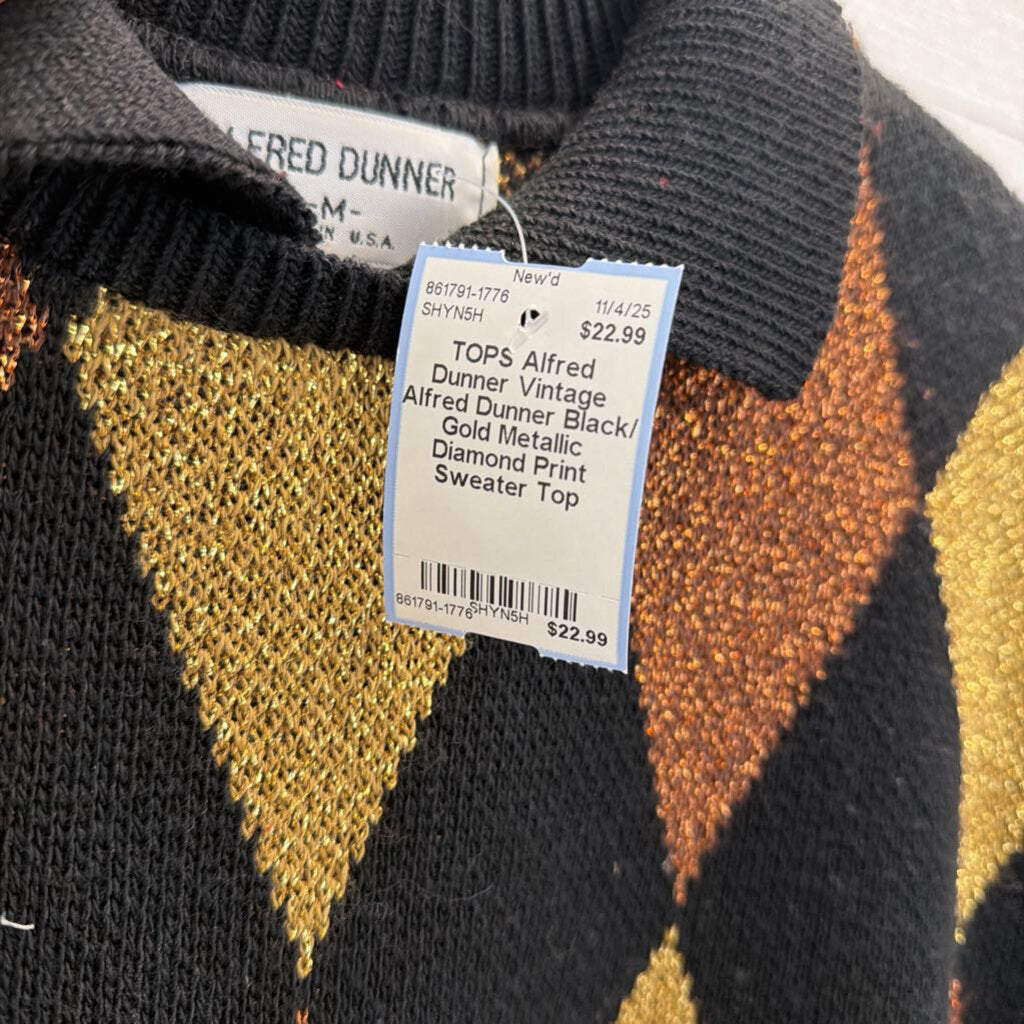 FRED DUNNER
-M-
IN U.S.A.
New'd
861791-1776 11/4/25
SHYN5H $22.99
TOPS Alfred
Dunner Vintage
Alfred Dunner Black/
Gold Metallic
Diamond Print
Sweater Top
861791-1776 SHYN5H $22.99